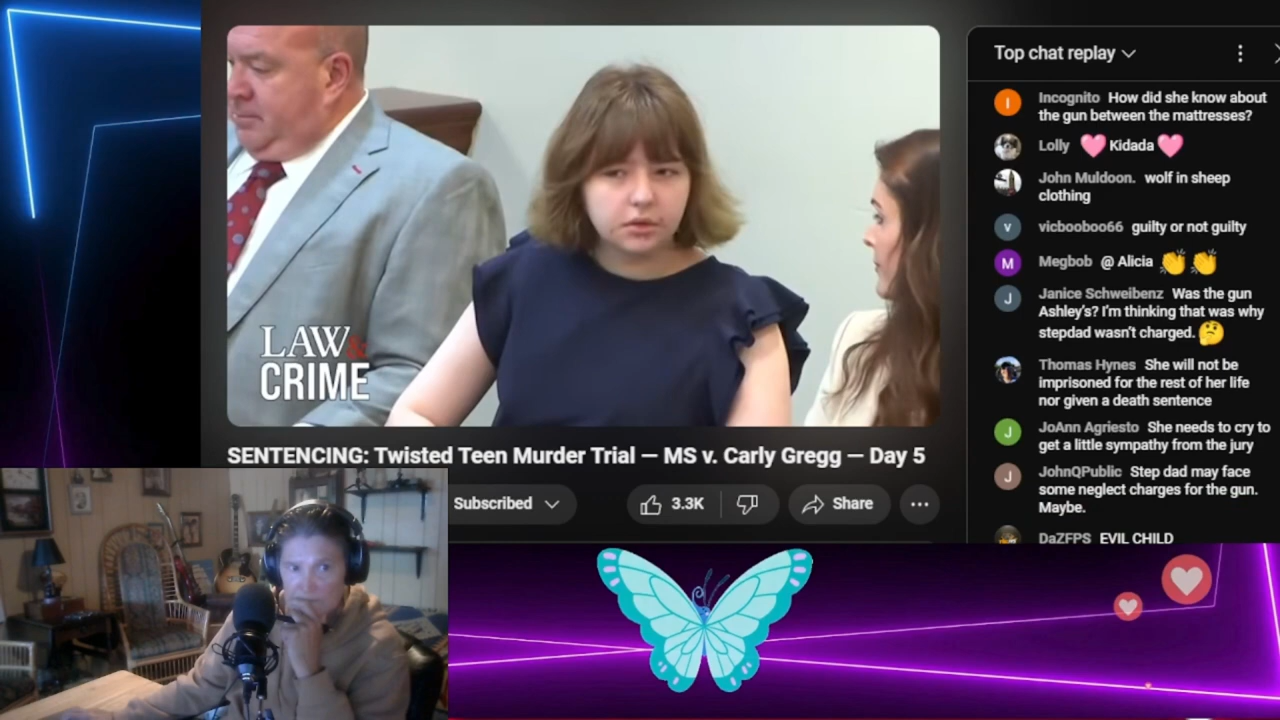 LAW&
CRIME
SENTENCING: Twisted Teen Murder Trial — MS v. Carly Gregg — Day 5
Subscribed
3.3K
Share
Top chat replay
I
Incognito How did she know about
the gun between the mattresses?
Lolly 🩷 Kidada 🩷
John Muldoon. wolf in sheep
clothing
v
vicbooboo66 guilty or not guilty
M
Megbob @ Alicia 👏👏
J
Janice Schweibenz Was the gun
Ashley's? I'm thinking that was why
stepdad wasn't charged. 🤔
Thomas Hynes She will not be
imprisoned for the rest of her life
nor given a death sentence
J
JoAnn Agriesto She needs to cry to
get a little sympathy from the jury
J
JohnQPublic Step dad may face
some neglect charges for the gun.
Maybe.
DaZFPS EVIL CHILD